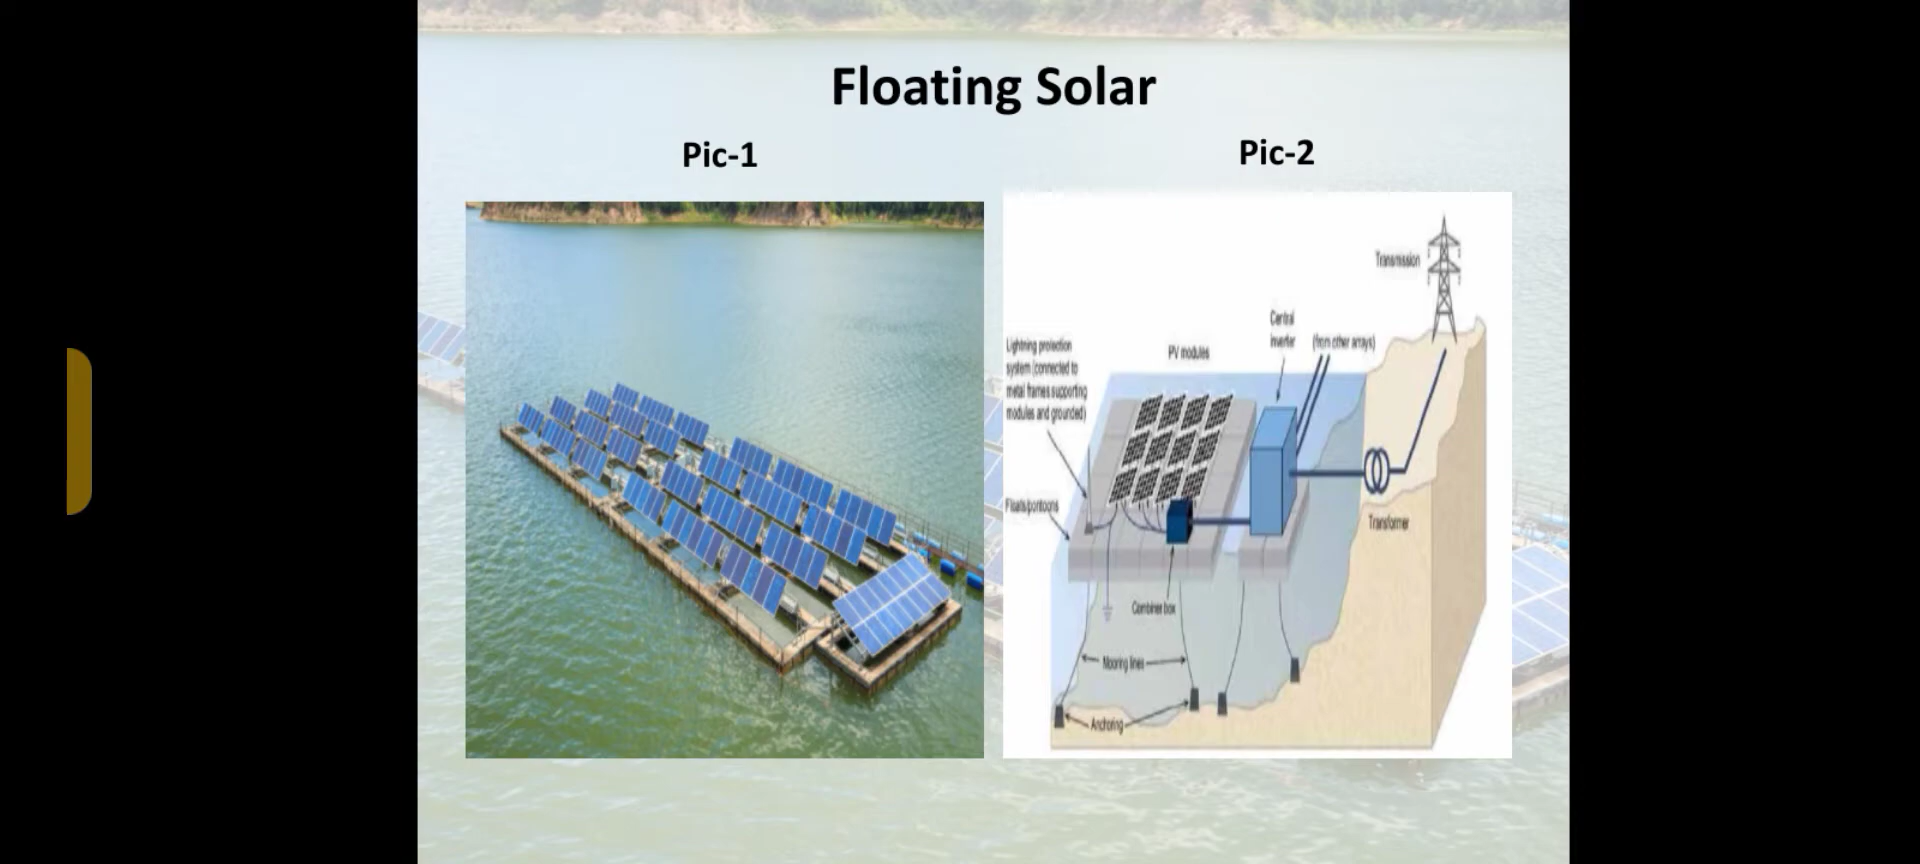 Floating Solar
Pic-1
Pic-2
Transmission
Central
inverter
(from other arrays)
Lightning protection
system (connected to
metal frames supporting
modules and grounded)
PV modules
Floats/pontoons
Transformer
Combiner box
Mooring lines
Anchoring